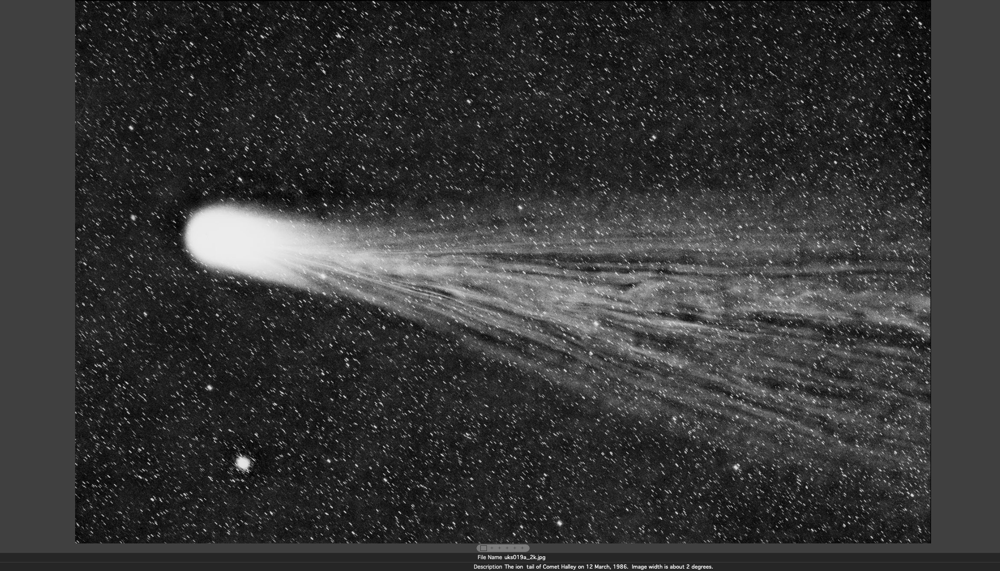 File Name uks019a_2k.jpg
Description The ion  tail of Comet Halley on 12 March, 1986.  Image width is about 2 degrees.